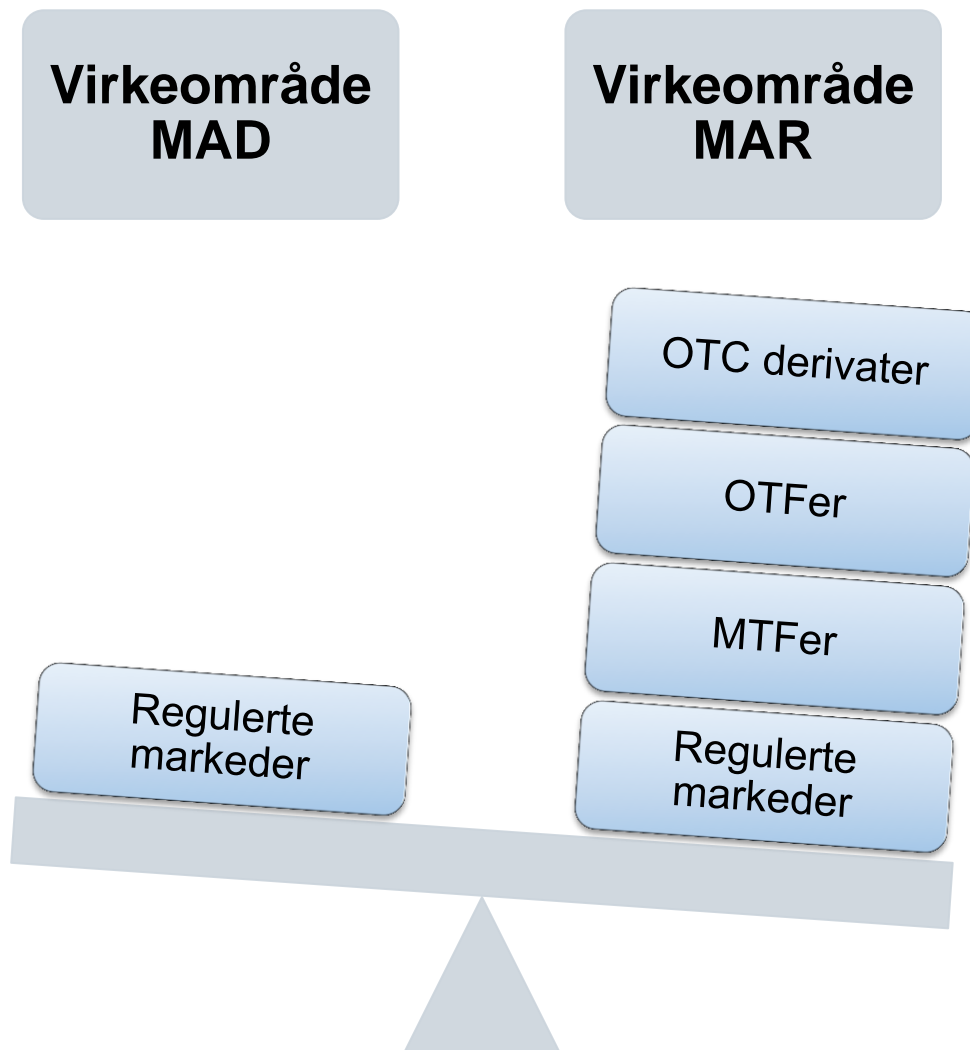 Virkeområde
MAD
Virkeområde
MAR
OTC derivater
OTFer
MTFer
Regulerte
markeder
Regulerte
markeder